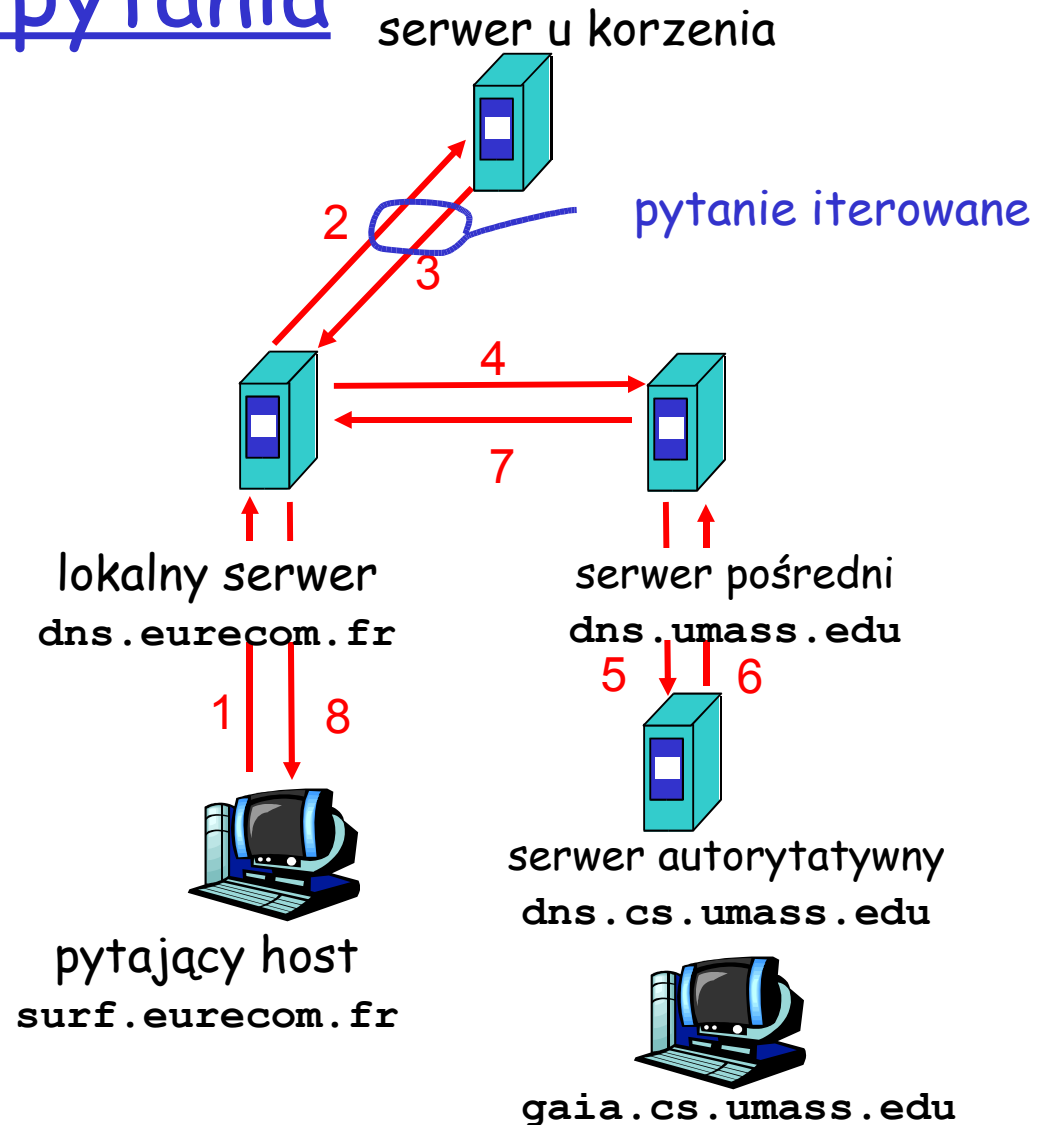 pytania
serwer u korzenia
pytanie iterowane
2
3
4
7
lokalny serwer
dns.eurecom.fr
serwer pośredni
dns.umass.edu
5
6
1
8
serwer autorytatywny
dns.cs.umass.edu
pytający host
surf.eurecom.fr
gaia.cs.umass.edu